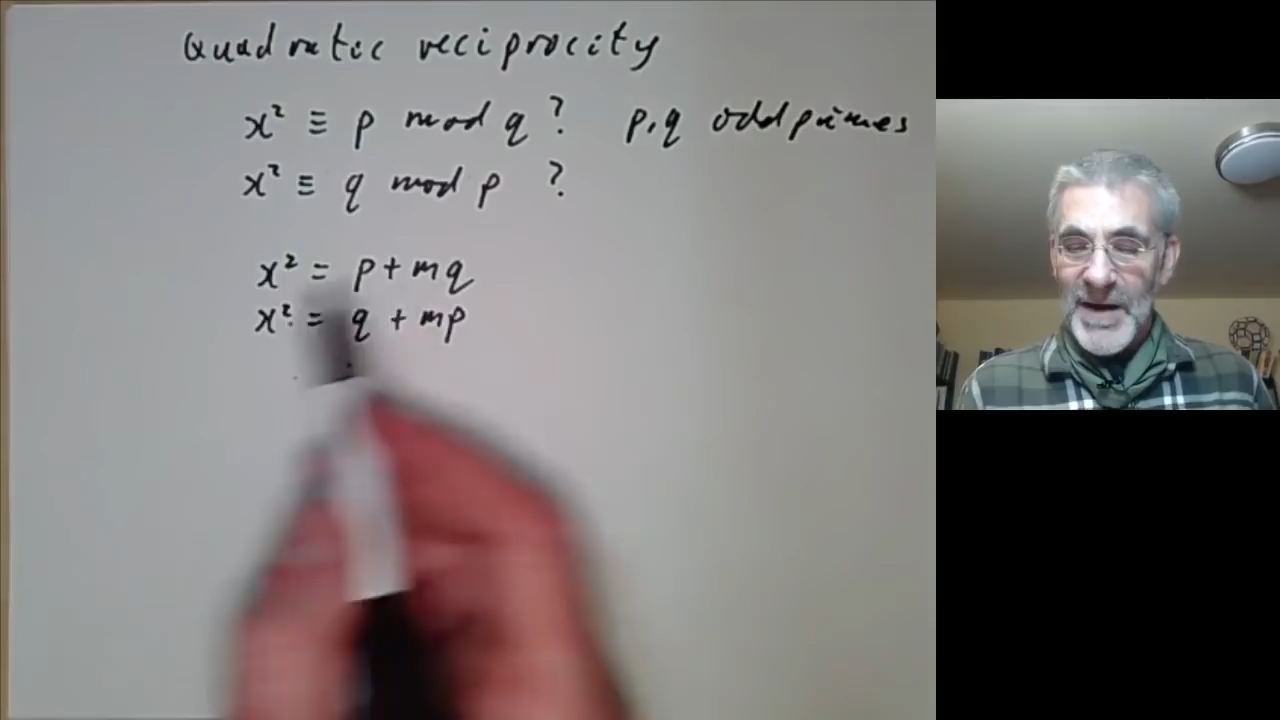 Quadratic reciprocity
x² ≡ p mod q ? p,q odd primes
x² ≡ q mod p ?
x² = p + mq
x² = q + mp